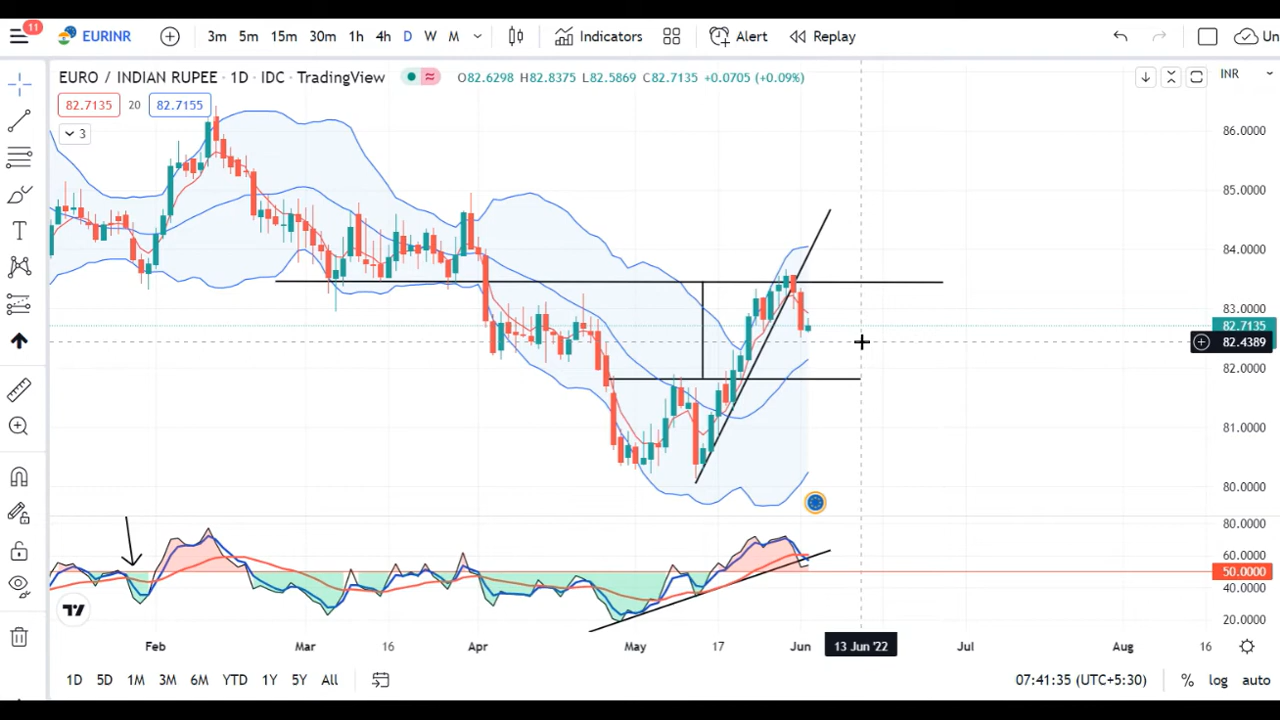 11
EURINR
3m 5m 15m 30m 1h 4h D W M
Indicators
Alert
Replay
Un
EURO / INDIAN RUPEE · 1D · IDC · TradingView
O82.6298 H82.8375 L82.5869 C82.7135 +0.0705 (+0.09%)
INR
82.7135 20 82.7155
3
86.0000
85.0000
84.0000
83.0000
82.7135
82.4389
82.0000
81.0000
80.0000
80.0000
60.0000
50.0000
40.0000
20.0000
Feb Mar 16 Apr May 17 Jun 13 Jun '22 Jul Aug 16
1D 5D 1M 3M 6M YTD 1Y 5Y All
07:41:35 (UTC+5:30) % log auto